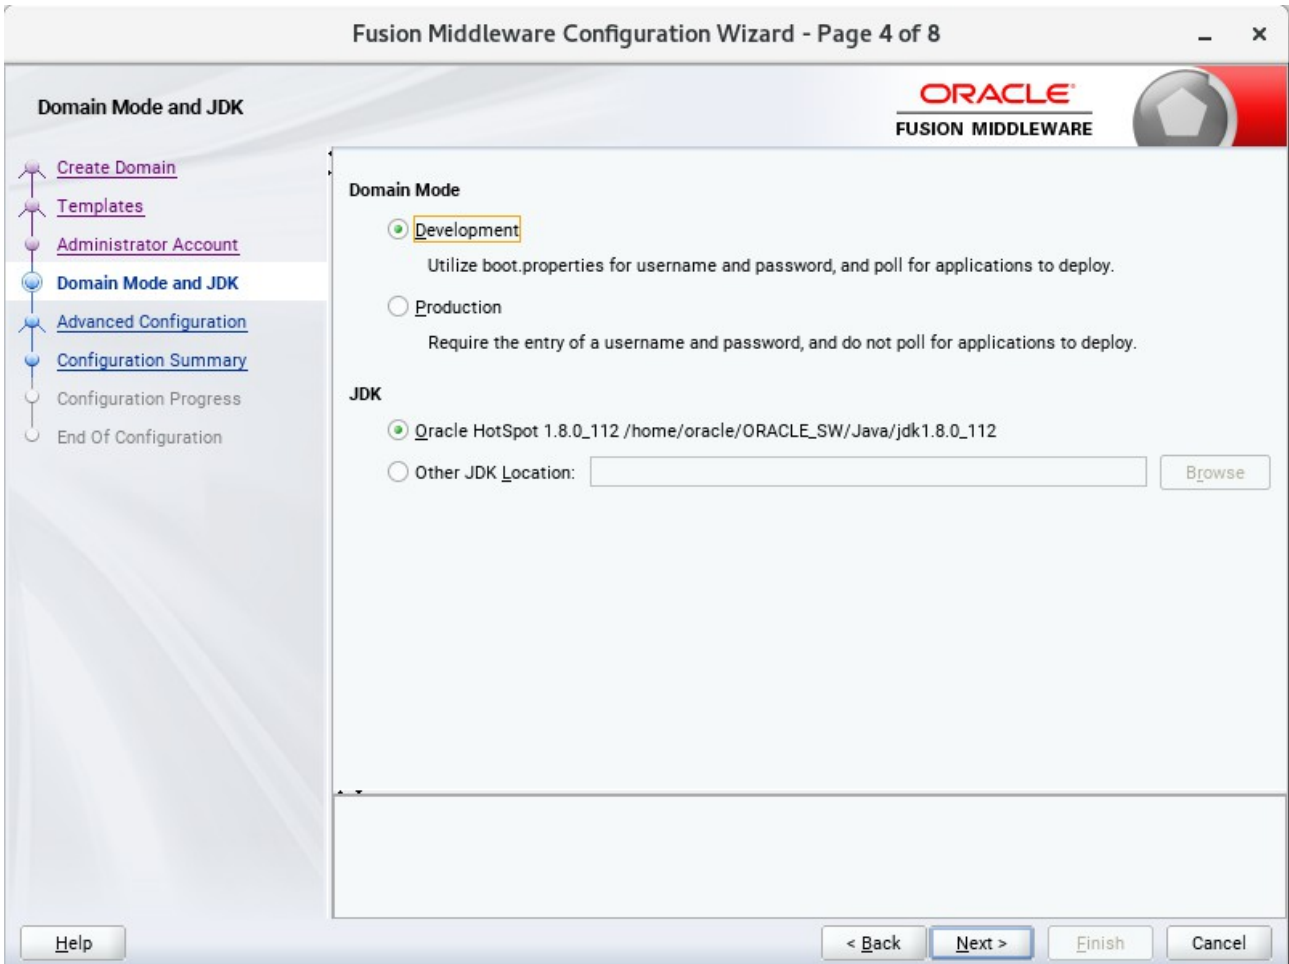 Fusion Middleware Configuration Wizard - Page 4 of 8
Domain Mode and JDK
ORACLE
FUSION MIDDLEWARE
Create Domain
Templates
Administrator Account
Domain Mode and JDK
Advanced Configuration
Configuration Summary
Configuration Progress
End Of Configuration
Domain Mode
Development
Utilize boot.properties for username and password, and poll for applications to deploy.
Production
Require the entry of a username and password, and do not poll for applications to deploy.
JDK
Oracle HotSpot 1.8.0_112 /home/oracle/ORACLE_SW/Java/jdk1.8.0_112
Other JDK Location:
Browse
Help
< Back
Next >
Finish
Cancel